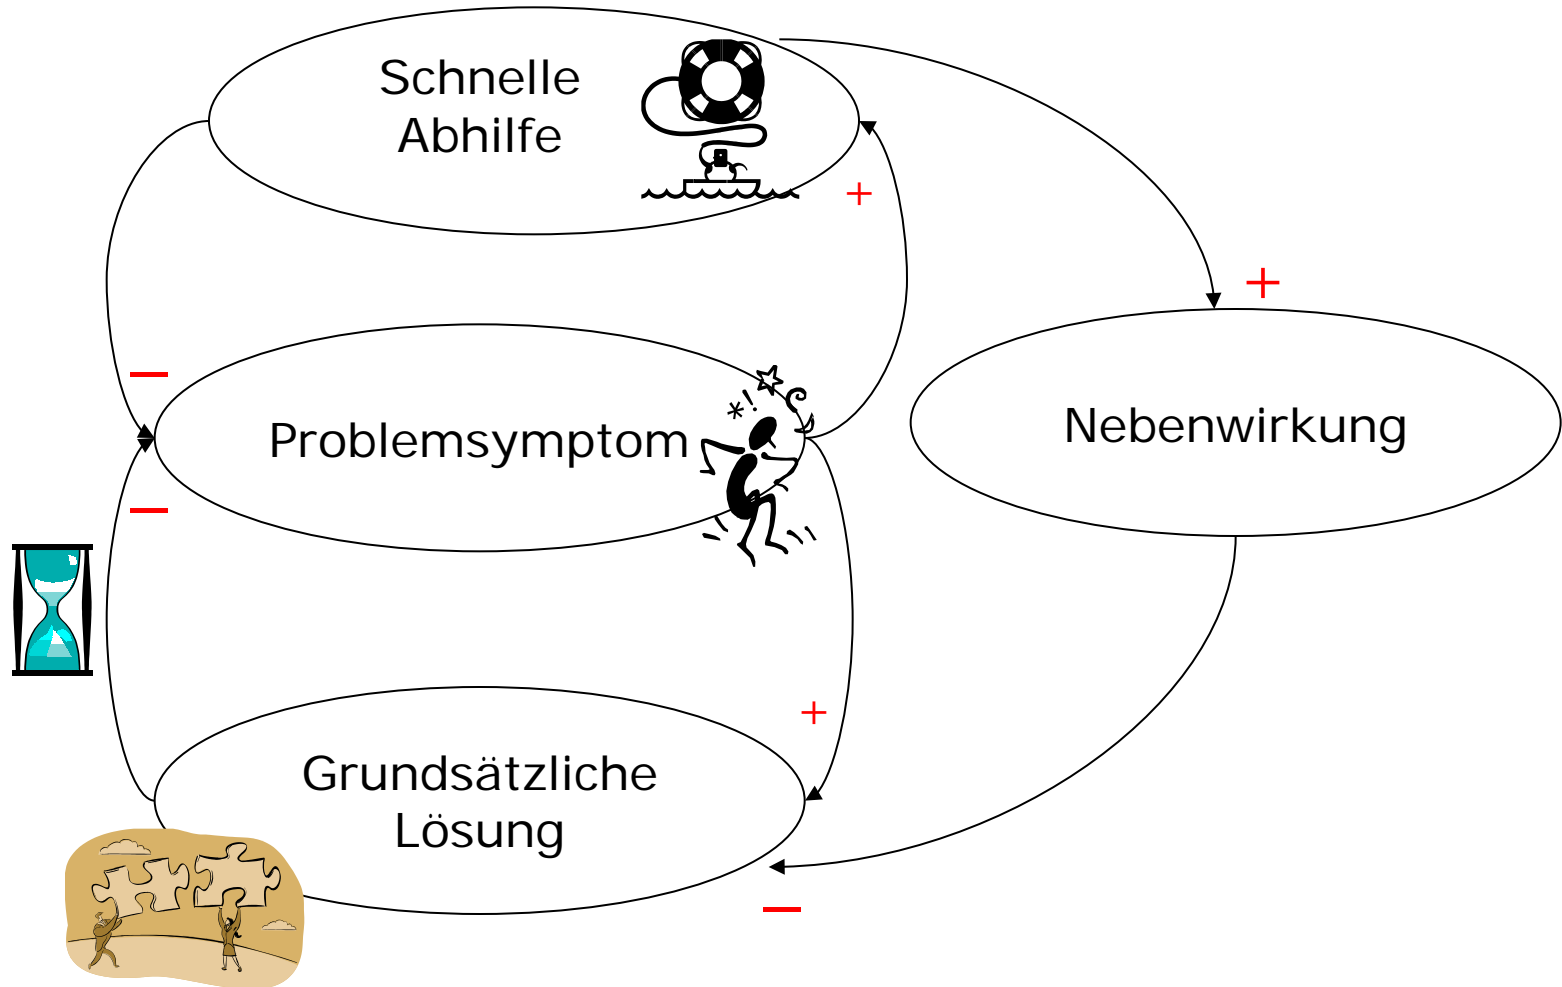 Schnelle
Abhilfe
+
+
—
Problemsymptom
*!
Nebenwirkung
—
+
Grundsätzliche
Lösung
—